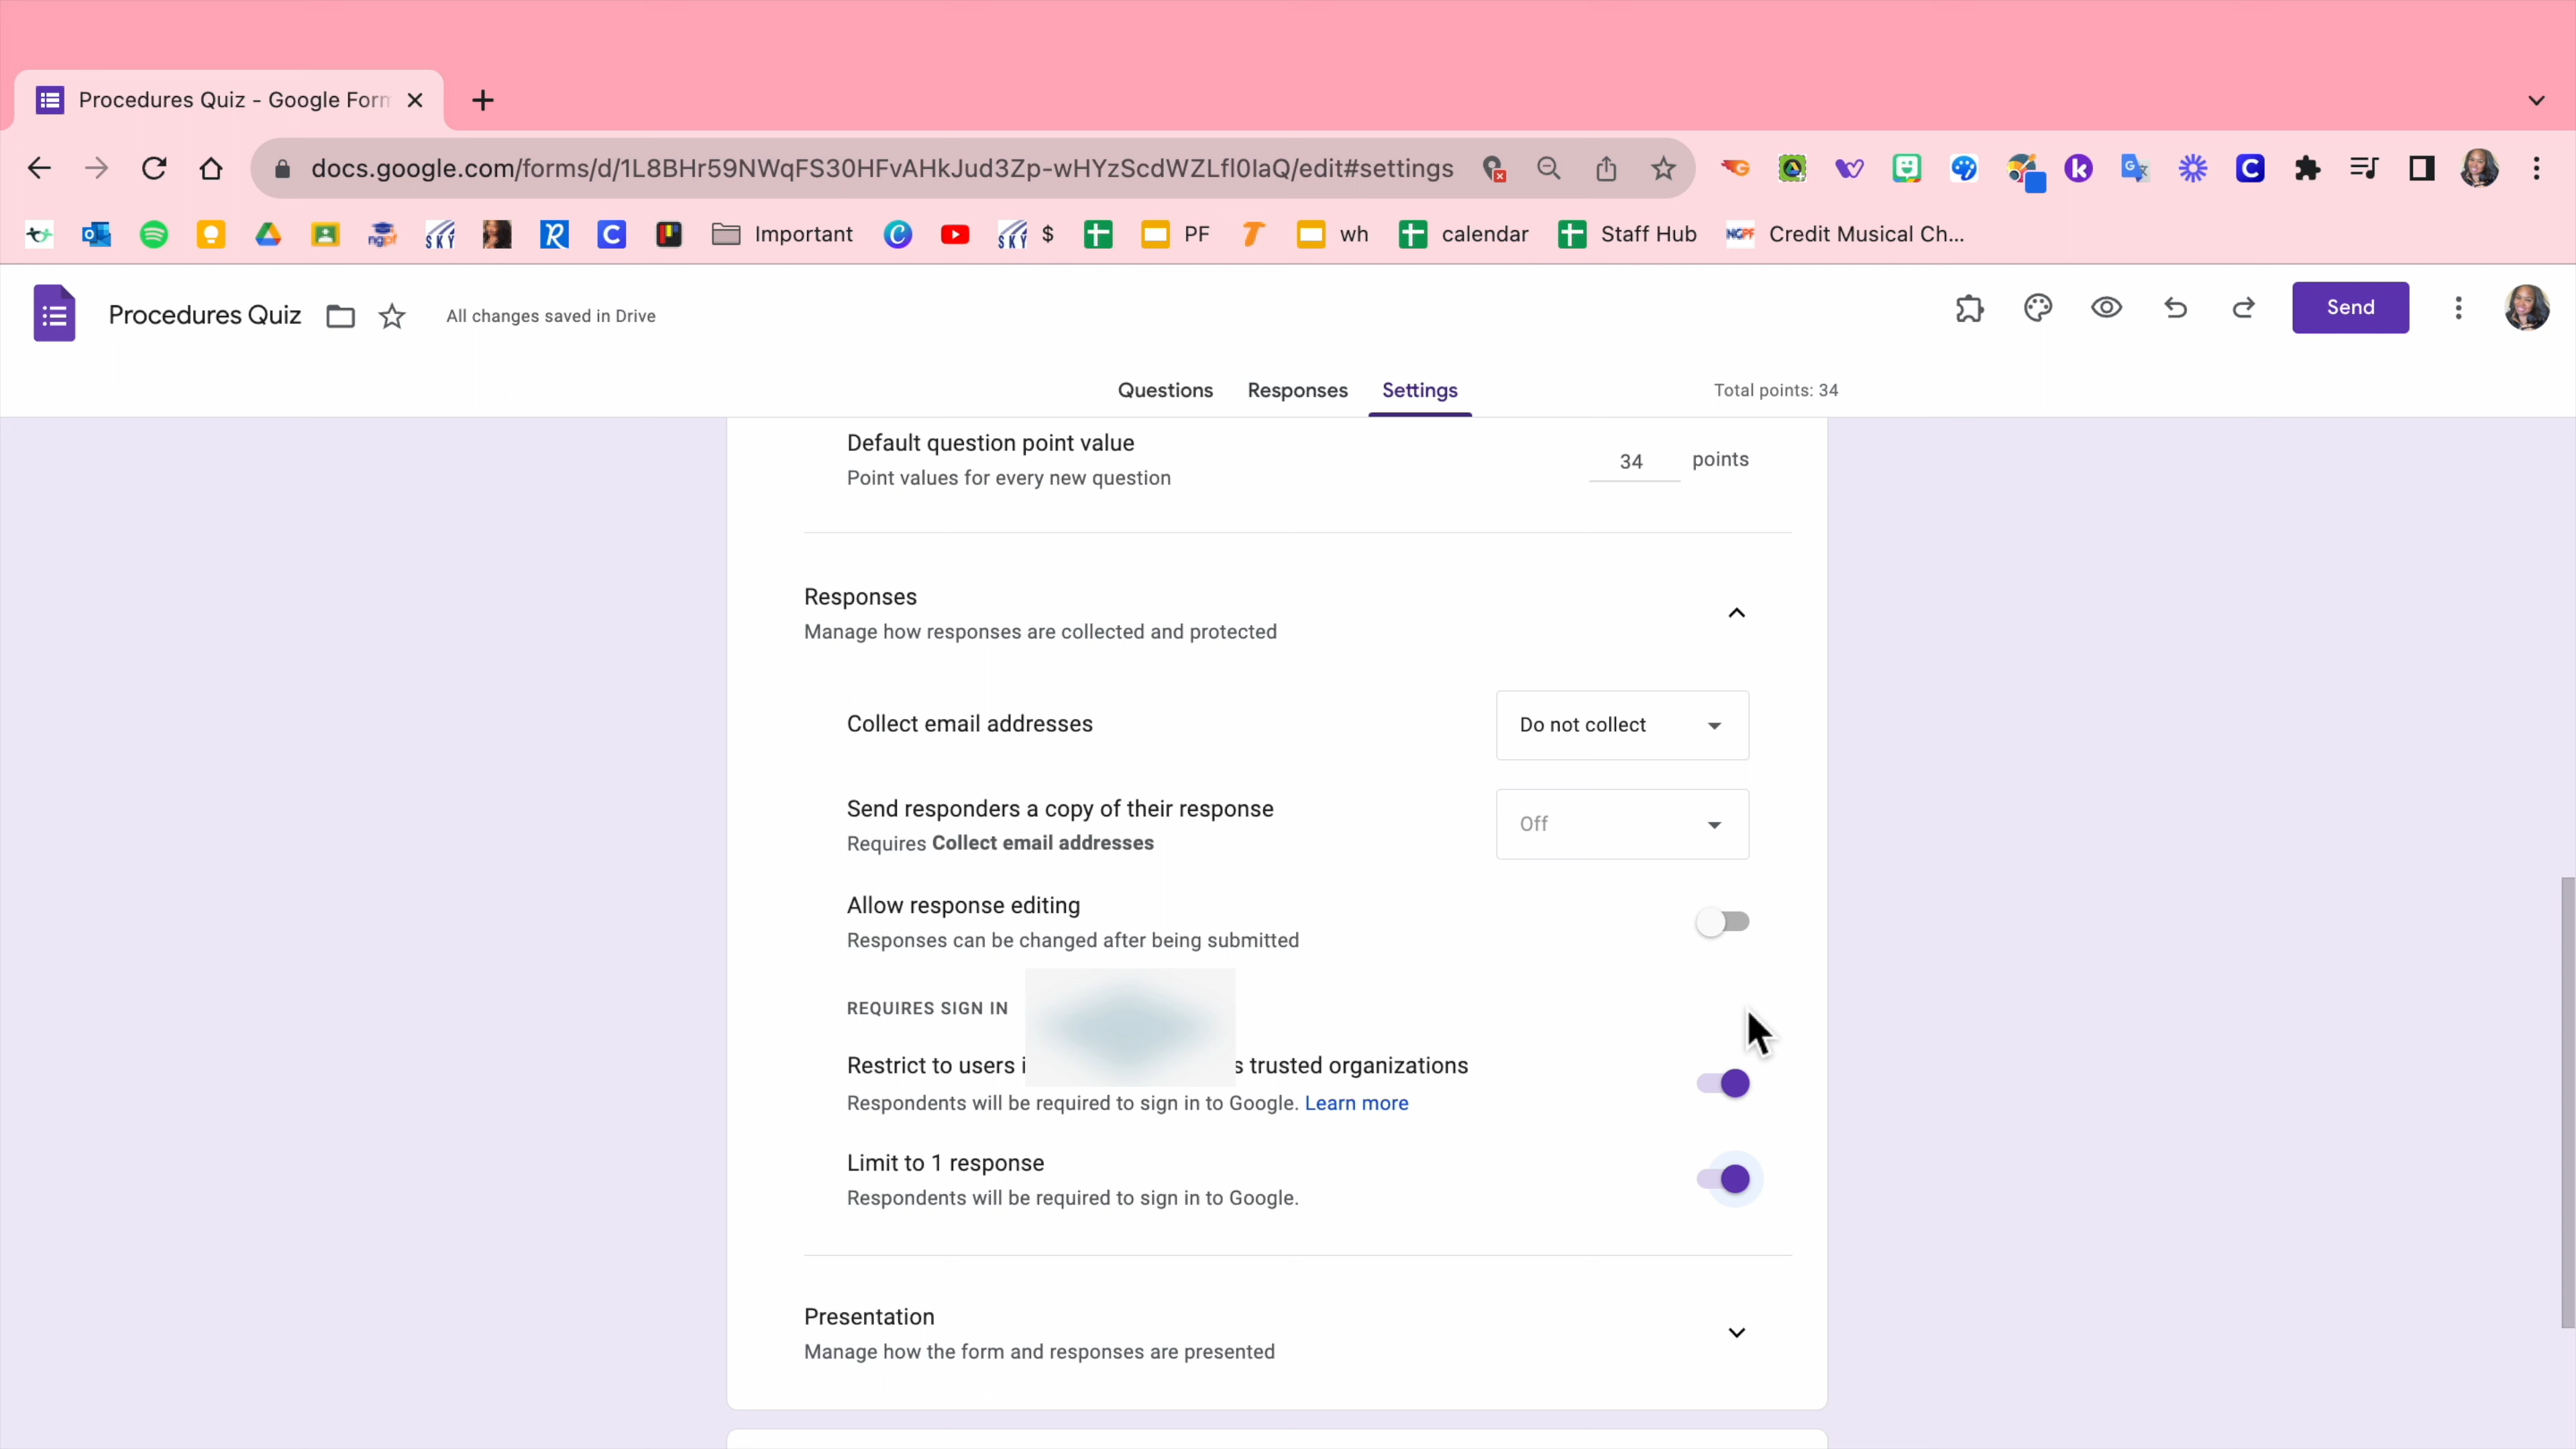 Procedures Quiz - Google Form
docs.google.com/forms/d/1L8BHr59NWqFS30HFvAHkJud3Zp-wHYzScdWZLfl0IaQ/edit#settings
ngpf SKY R C Important SKY $ PF T wh calendar Staff Hub NGPF Credit Musical Ch...
Procedures Quiz
All changes saved in Drive
Send
Questions Responses Settings
Total points: 34
Default question point value
34 points
Point values for every new question
Responses
Manage how responses are collected and protected
Collect email addresses
Do not collect
Send responders a copy of their response
Off
Requires Collect email addresses
Allow response editing
Responses can be changed after being submitted
REQUIRES SIGN IN
Restrict to users i s trusted organizations
Respondents will be required to sign in to Google. Learn more
Limit to 1 response
Respondents will be required to sign in to Google.
Presentation
Manage how the form and responses are presented